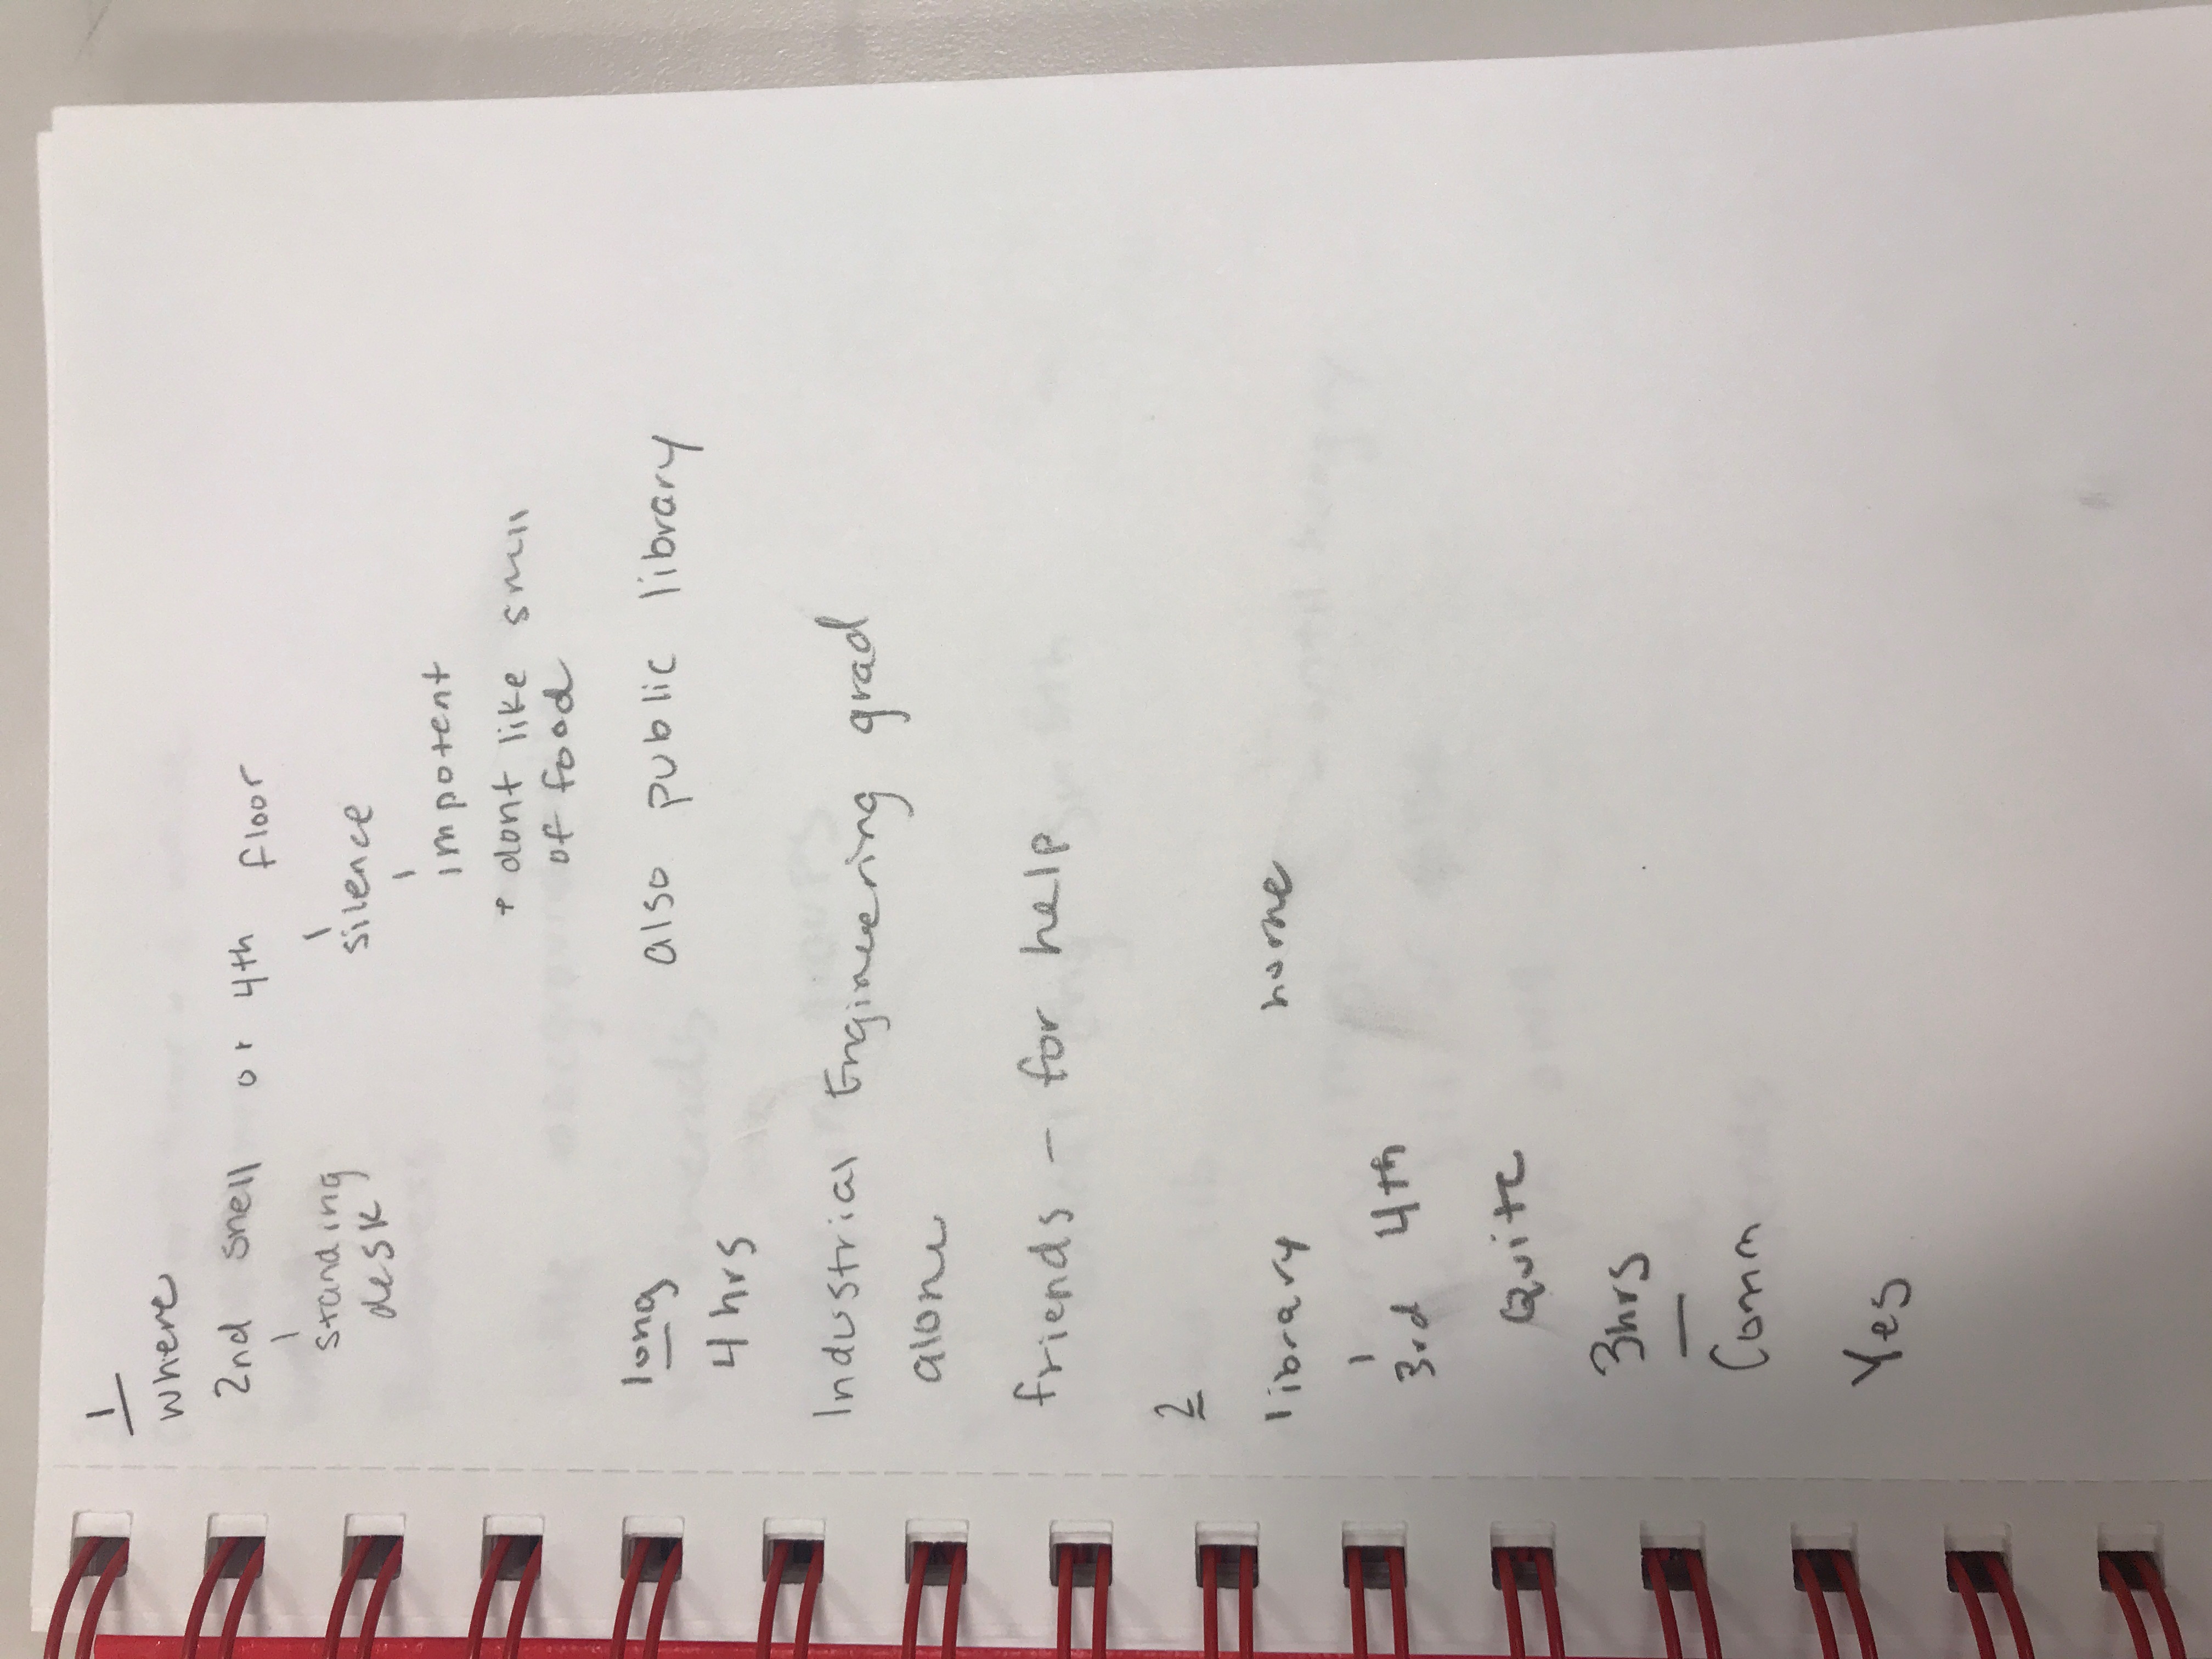 1
where
2nd snell or 4th floor
standing silence
desk
impotent
+ dont like smell
of food
long also public library
4 hrs
Industrial Engineering grad
alone
friends – for help
2
library home
3rd 4th
Quite
3hrs
Comm
Yes